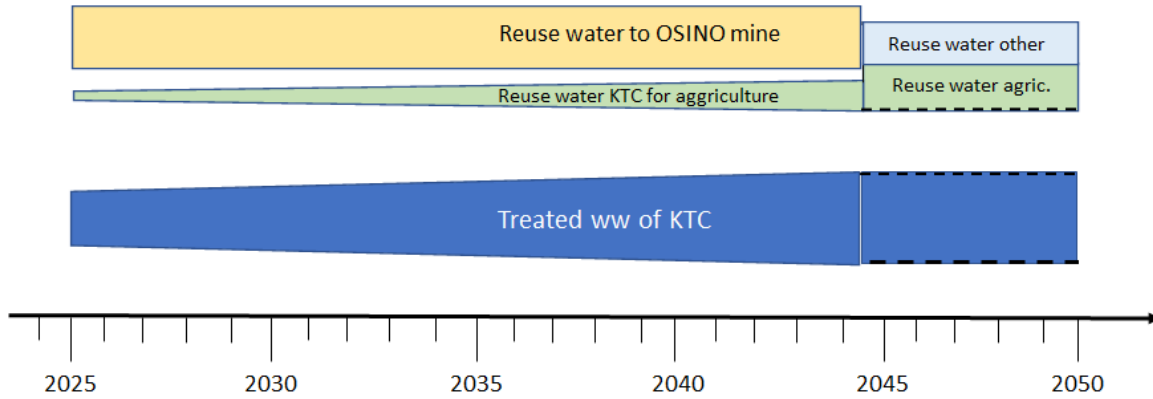 Reuse water to OSINO mine
Reuse water other
Reuse water KTC for aggriculture
Reuse water agric.
Treated ww of KTC
2025
2030
2035
2040
2045
2050